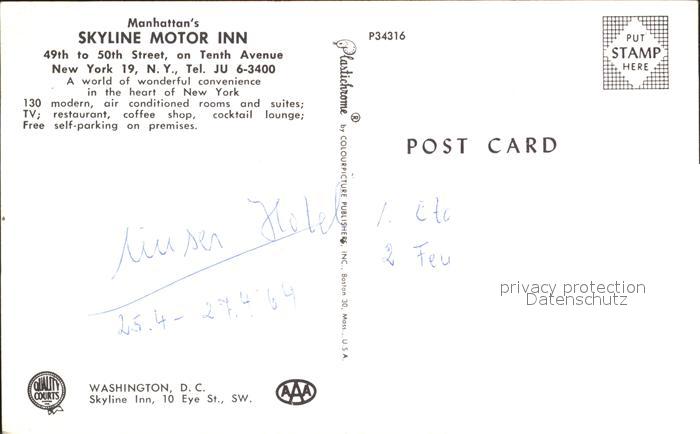 Manhattan's
SKYLINE MOTOR INN
49th to 50th Street, on Tenth Avenue
New York 19, N. Y., Tel. JU 6-3400
A world of wonderful convenience
in the heart of New York
130 modern, air conditioned rooms and suites;
TV; restaurant, coffee shop, cocktail lounge;
Free self-parking on premises.
unser Hotel
25.4 - 27.4.64
QUALITY
COURTS
WASHINGTON, D. C.
Skyline Inn, 10 Eye St., SW.
AAA
Plastichrome ® by COLOURPICTURE PUBLISHERS, INC., Boston 30, Mass., U.S.A.
P34316
PUT
STAMP
HERE
POST CARD
1. Etc
2 Fen
privacy protection
Datenschutz